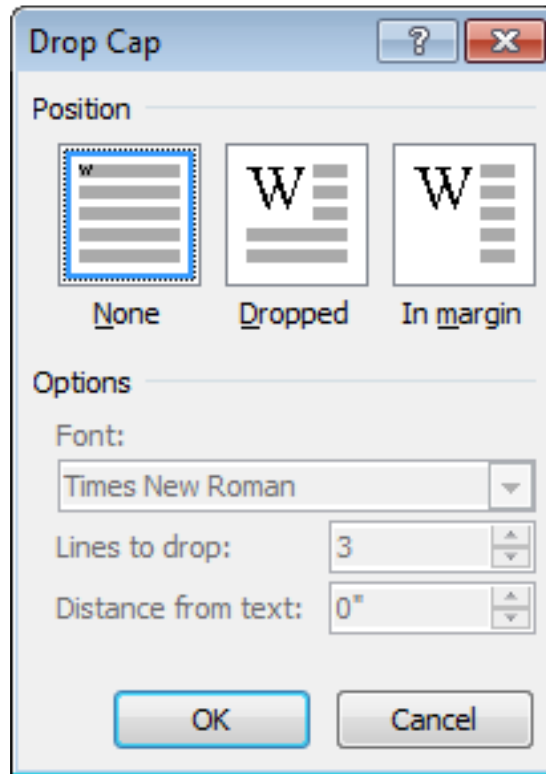 Drop Cap
Position
W W W
None Dropped In margin
Options
Font:
Times New Roman
Lines to drop: 3
Distance from text: 0"
OK Cancel